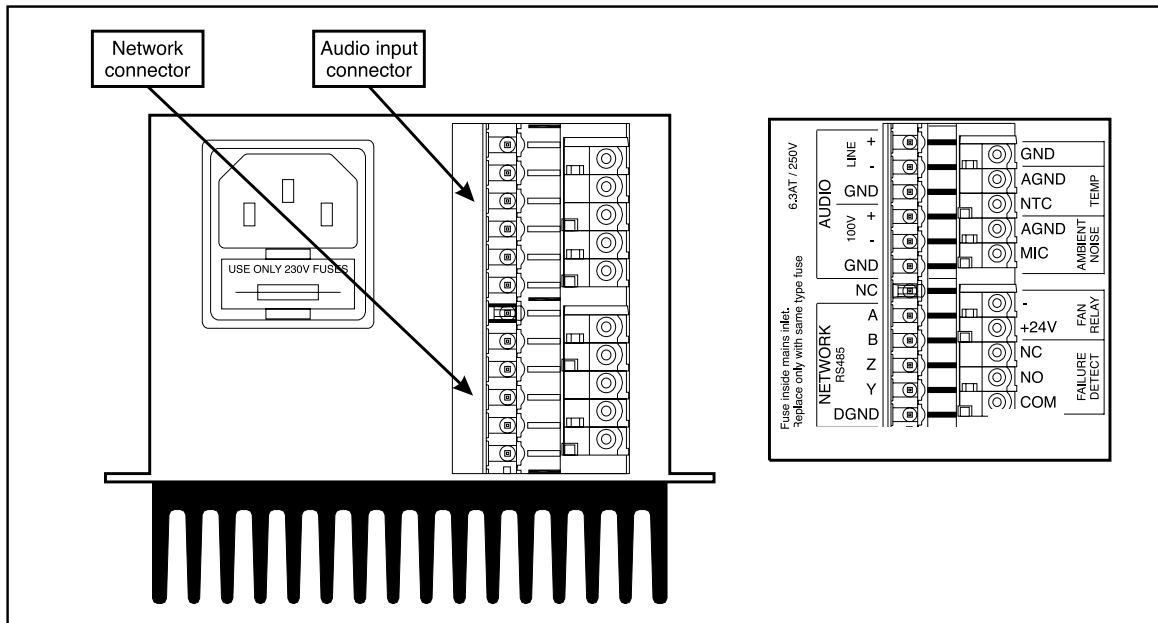 Network
connector
Audio input
connector
USE ONLY 230V FUSES
6.3AT / 250V
Fuse inside mains inlet.
Replace only with same type fuse
AUDIO
LINE
+
-
GND
100V
+
-
GND
NC
NETWORK
RS485
A
B
Z
Y
DGND
GND
AGND
NTC
TEMP
AGND
MIC
AMBIENT
NOISE
-
+24V
FAN
RELAY
NC
NO
COM
FAILURE
DETECT